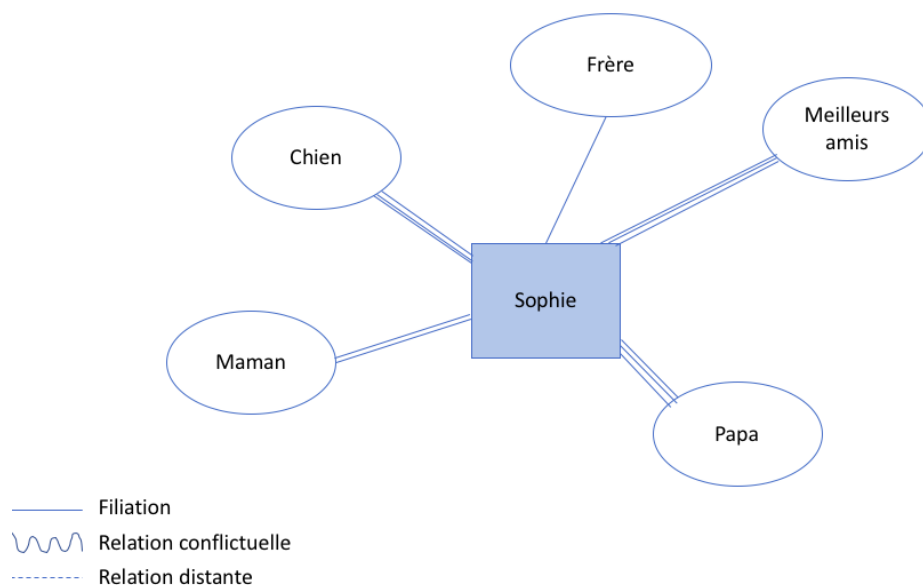 Frère
Meilleurs
amis
Chien
Sophie
Maman
Papa
Filiation
Relation conflictuelle
Relation distante